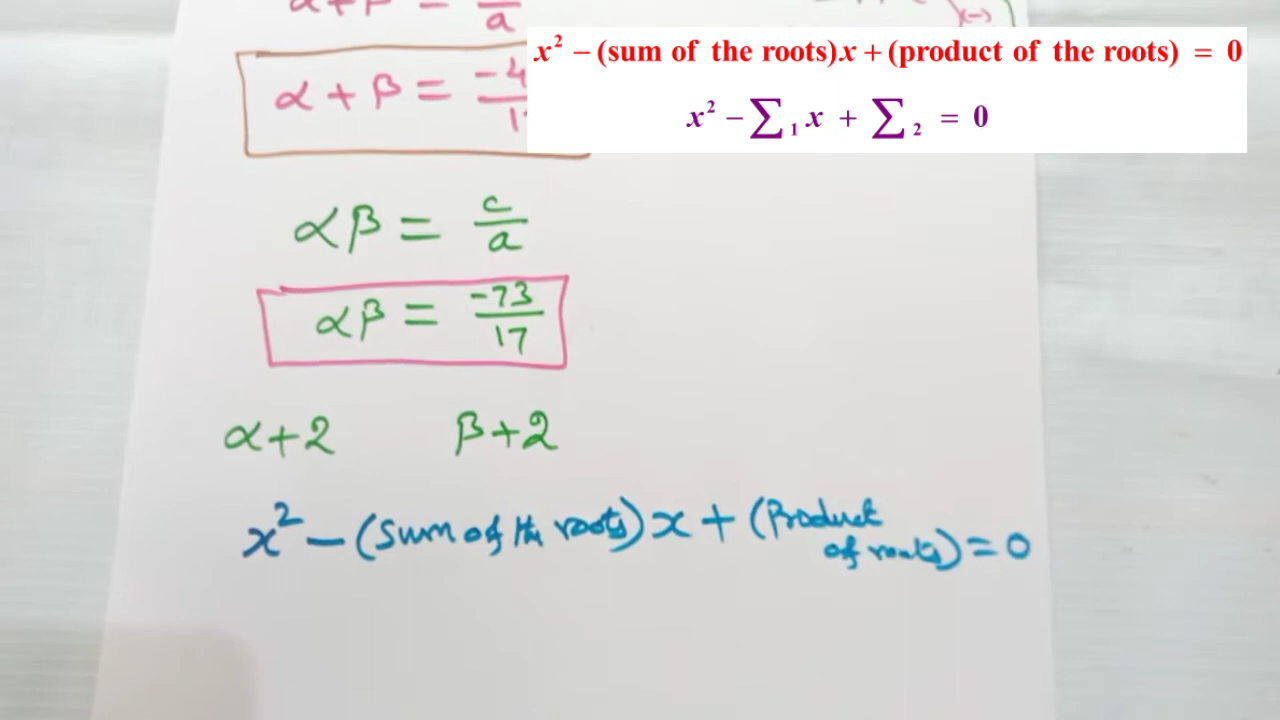 α + β =  /a
x² − (sum of the roots)x + (product of the roots) = 0
α + β = -4
x² − ∑₁ x + ∑₂ = 0
αβ = c/a
αβ = -73/17
α+2 β+2
x² − (Sum of the roots) x + (Product
of roots) = 0